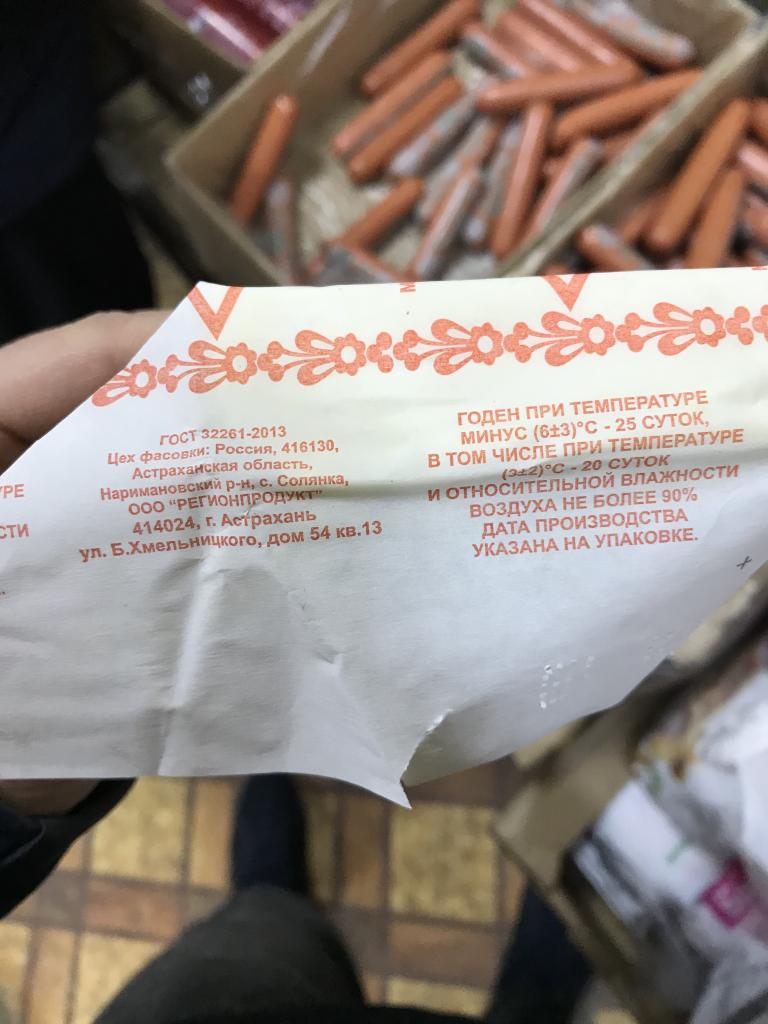 ГОСТ 32261-2013
Цех фасовки: Россия, 416130,
Астраханская область,
Наримановский р-н, с. Солянка,
ООО "РЕГИОНПРОДУКТ"
414024, г. Астрахань
ул. Б.Хмельницкого, дом 54 кв.13
ГОДЕН ПРИ ТЕМПЕРАТУРЕ
МИНУС (6±3)°С - 25 СУТОК,
В ТОМ ЧИСЛЕ ПРИ ТЕМПЕРАТУРЕ
(3±2)°С - 20 СУТОК
И ОТНОСИТЕЛЬНОЙ ВЛАЖНОСТИ
ВОЗДУХА НЕ БОЛЕЕ 90%
ДАТА ПРОИЗВОДСТВА
УКАЗАНА НА УПАКОВКЕ.